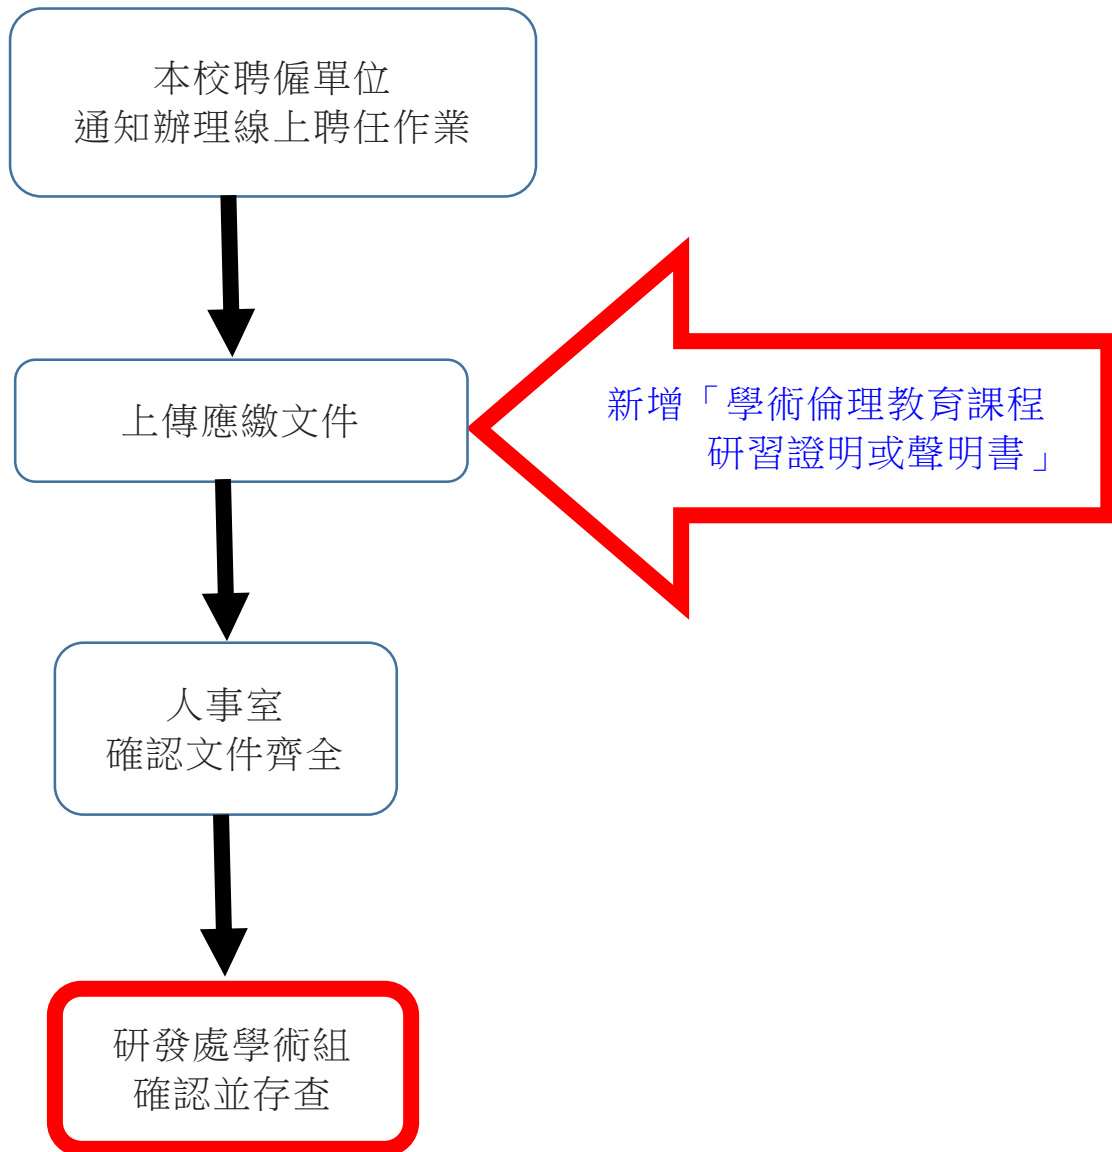 本校聘僱單位
通知辦理線上聘任作業
上傳應繳文件
新增「學術倫理教育課程
研習證明或聲明書」
人事室
確認文件齊全
研發處學術組
確認並存查